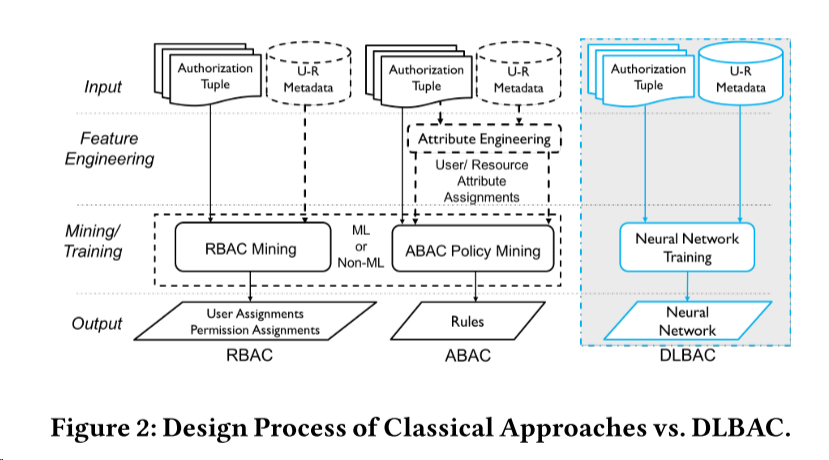 Input
Authorization
Tuple
U-R
Metadata
Authorization
Tuple
U-R
Metadata
Authorization
Tuple
U-R
Metadata
Feature
Engineering
Attribute Engineering
User/ Resource
Attribute
Assignments
Mining/
Training
RBAC Mining
ML
or
Non-ML
ABAC Policy Mining
Neural Network
Training
Output
User Assignments
Permission Assignments
Rules
Neural
Network
RBAC
ABAC
DLBAC
Figure 2: Design Process of Classical Approaches vs. DLBAC.